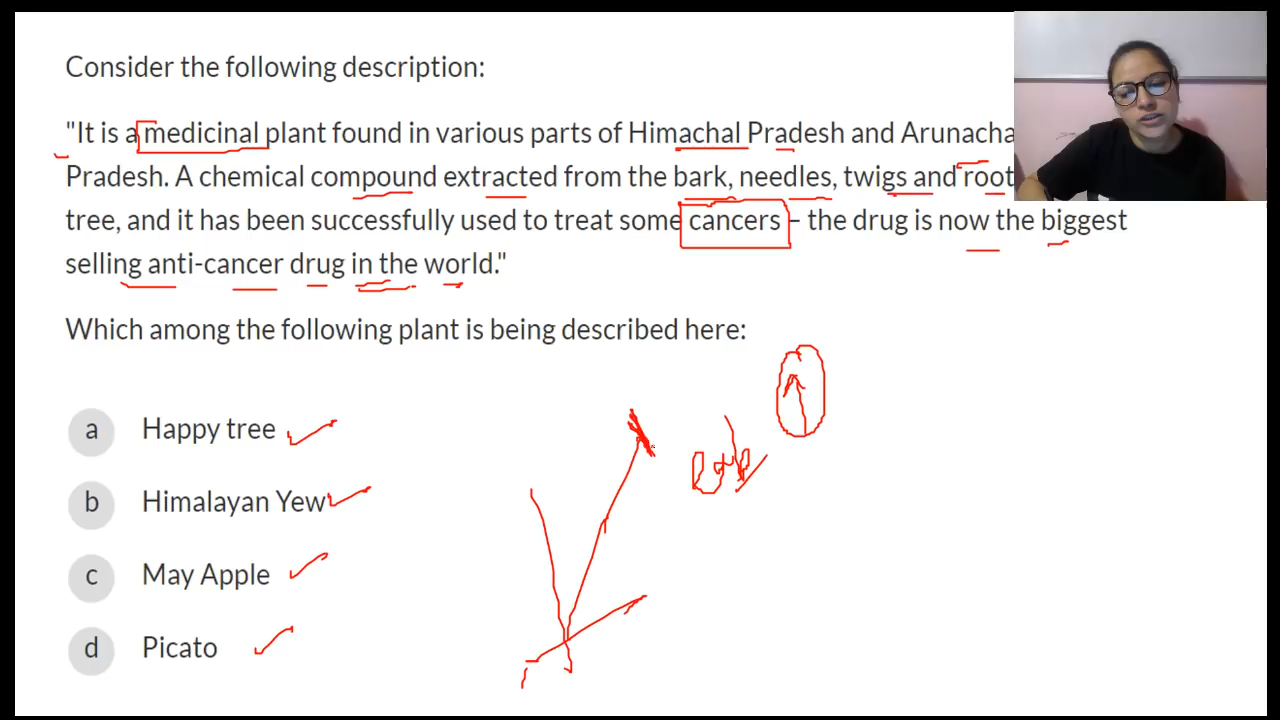 Consider the following description:
"It is a medicinal plant found in various parts of Himachal Pradesh and Arunacha
Pradesh. A chemical compound extracted from the bark, needles, twigs and root
tree, and it has been successfully used to treat some cancers – the drug is now the biggest
selling anti-cancer drug in the world."
Which among the following plant is being described here:
a Happy tree
b Himalayan Yew
c May Apple
d Picato